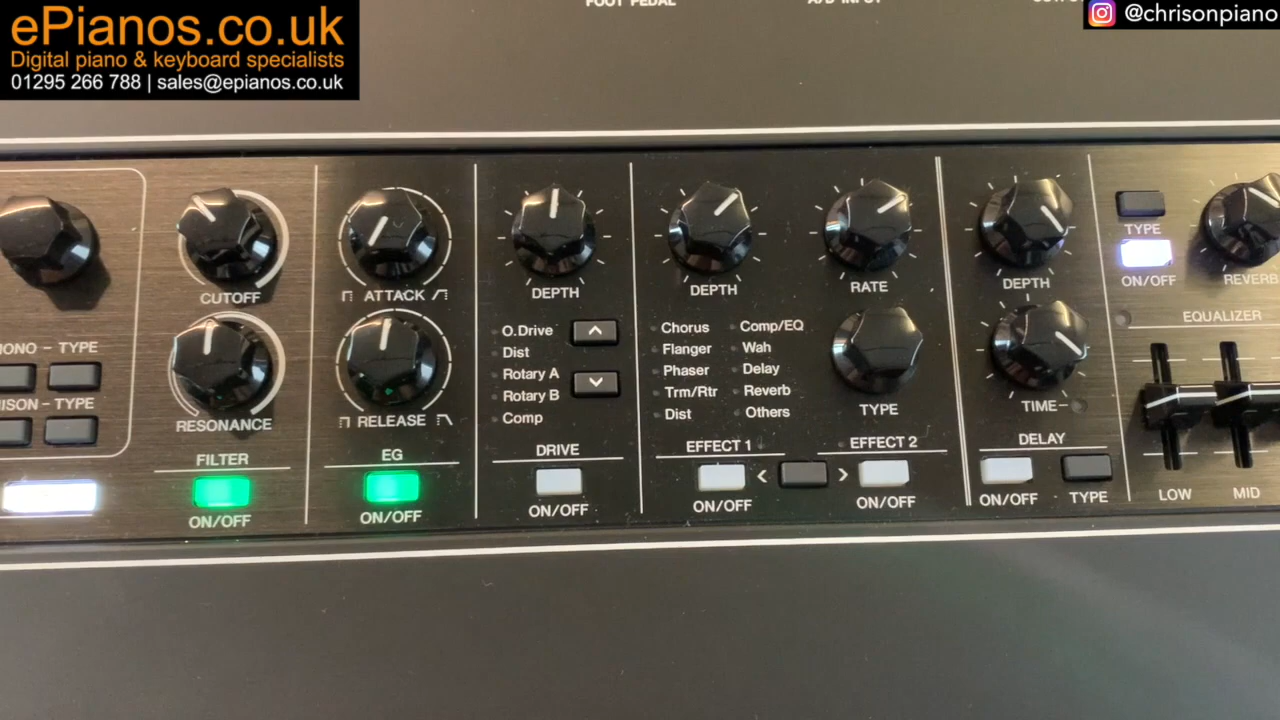 ePianos.co.uk
Digital piano & keyboard specialists
01295 266 788 | sales@epianos.co.uk
FOOT PEDAL
@chrisonpiano
CUTOFF
RESONANCE
FILTER
ON/OFF
- TYPE
- TYPE
ATTACK
RELEASE
EG
ON/OFF
DEPTH
O.Drive
Dist
Rotary A
Rotary B
Comp
DRIVE
ON/OFF
DEPTH
RATE
Chorus
Comp/EQ
Flanger
Wah
Phaser
Delay
Trm/Rtr
Reverb
Dist
Others
TYPE
EFFECT 1
EFFECT 2
ON/OFF
< >
ON/OFF
DEPTH
TIME
DELAY
ON/OFF
TYPE
TYPE
ON/OFF
REVERB
EQUALIZER
LOW
MID